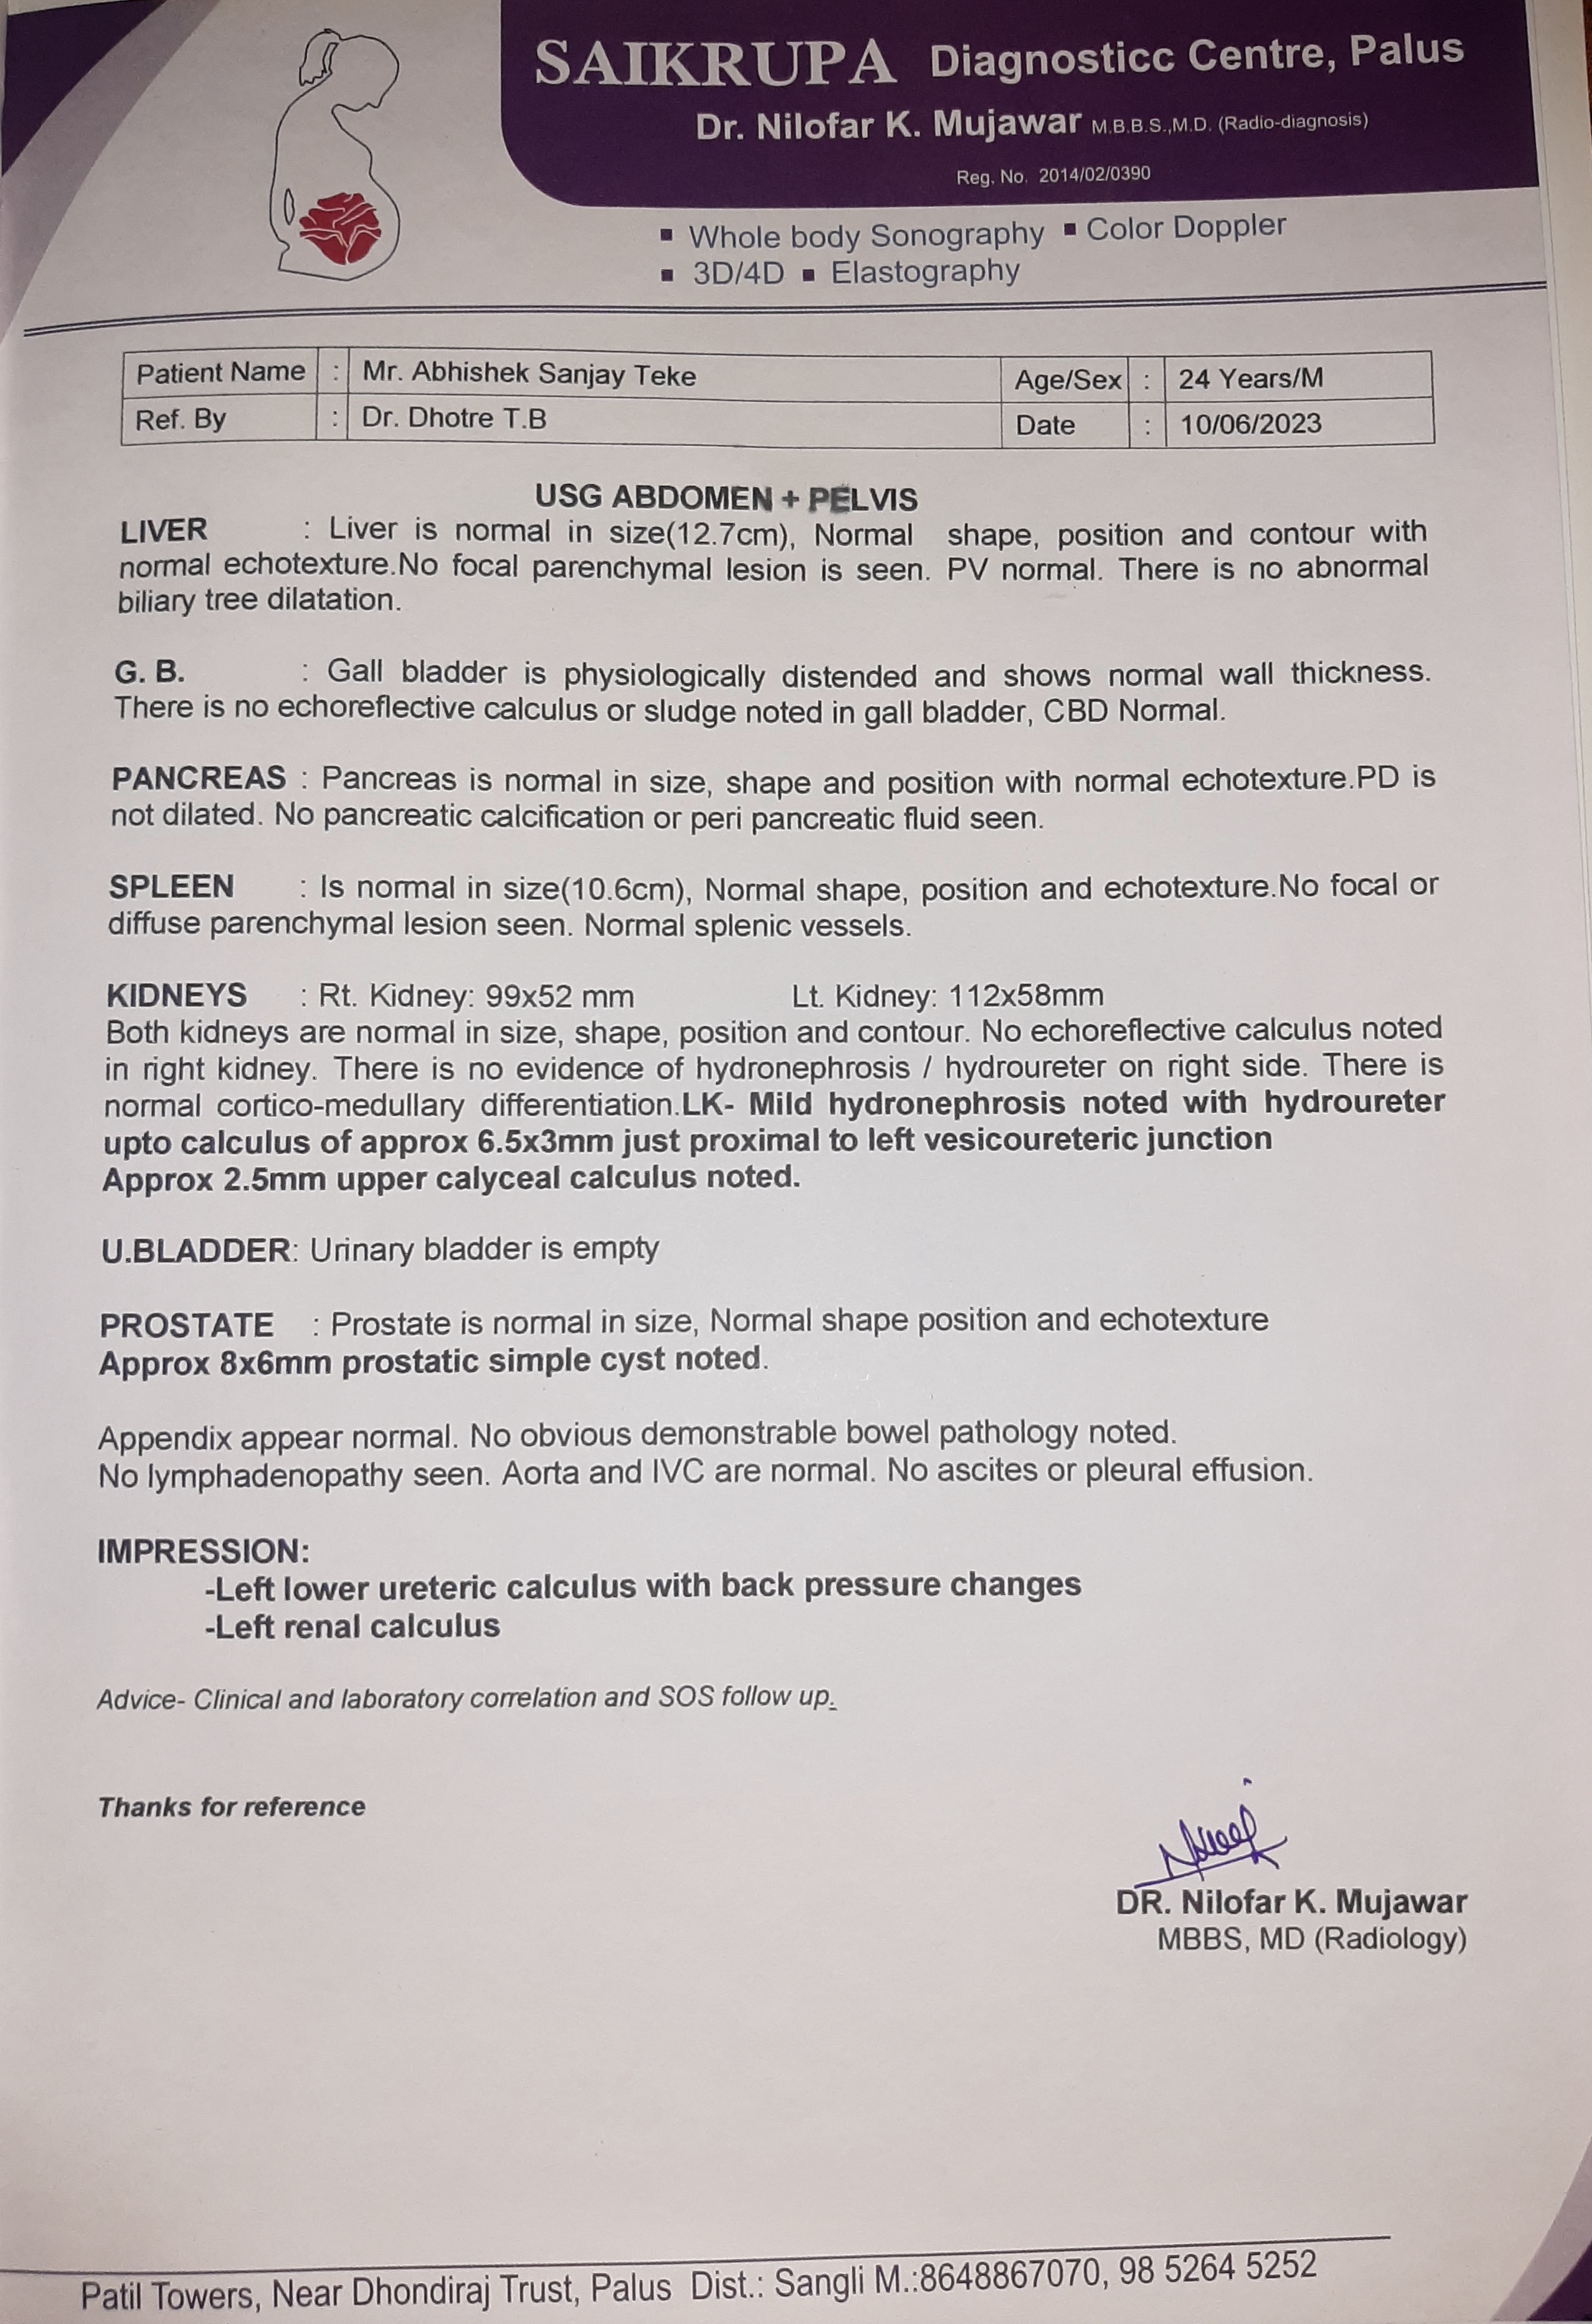 SAIKRUPA Diagnosticc Centre, Palus
Dr. Nilofar K. Mujawar M.B.B.S.,M.D. (Radio-diagnosis)
Reg. No. 2014/02/0390
▪ Whole body Sonography ▪ Color Doppler
▪ 3D/4D ▪ Elastography
Patient Name : Mr. Abhishek Sanjay Teke Age/Sex : 24 Years/M
Ref. By : Dr. Dhotre T.B Date : 10/06/2023
USG ABDOMEN + PELVIS
LIVER : Liver is normal in size(12.7cm), Normal shape, position and contour with
normal echotexture.No focal parenchymal lesion is seen. PV normal. There is no abnormal
biliary tree dilatation.
G. B. : Gall bladder is physiologically distended and shows normal wall thickness.
There is no echoreflective calculus or sludge noted in gall bladder, CBD Normal.
PANCREAS : Pancreas is normal in size, shape and position with normal echotexture.PD is
not dilated. No pancreatic calcification or peri pancreatic fluid seen.
SPLEEN : Is normal in size(10.6cm), Normal shape, position and echotexture.No focal or
diffuse parenchymal lesion seen. Normal splenic vessels.
KIDNEYS : Rt. Kidney: 99x52 mm Lt. Kidney: 112x58mm
Both kidneys are normal in size, shape, position and contour. No echoreflective calculus noted
in right kidney. There is no evidence of hydronephrosis / hydroureter on right side. There is
normal cortico-medullary differentiation.LK- Mild hydronephrosis noted with hydroureter
upto calculus of approx 6.5x3mm just proximal to left vesicoureteric junction
Approx 2.5mm upper calyceal calculus noted.
U.BLADDER: Urinary bladder is empty
PROSTATE : Prostate is normal in size, Normal shape position and echotexture
Approx 8x6mm prostatic simple cyst noted.
Appendix appear normal. No obvious demonstrable bowel pathology noted.
No lymphadenopathy seen. Aorta and IVC are normal. No ascites or pleural effusion.
IMPRESSION:
-Left lower ureteric calculus with back pressure changes
-Left renal calculus
Advice- Clinical and laboratory correlation and SOS follow up.
Thanks for reference
DR. Nilofar K. Mujawar
MBBS, MD (Radiology)
Patil Towers, Near Dhondiraj Trust, Palus Dist.: Sangli M.:8648867070, 98 5264 5252